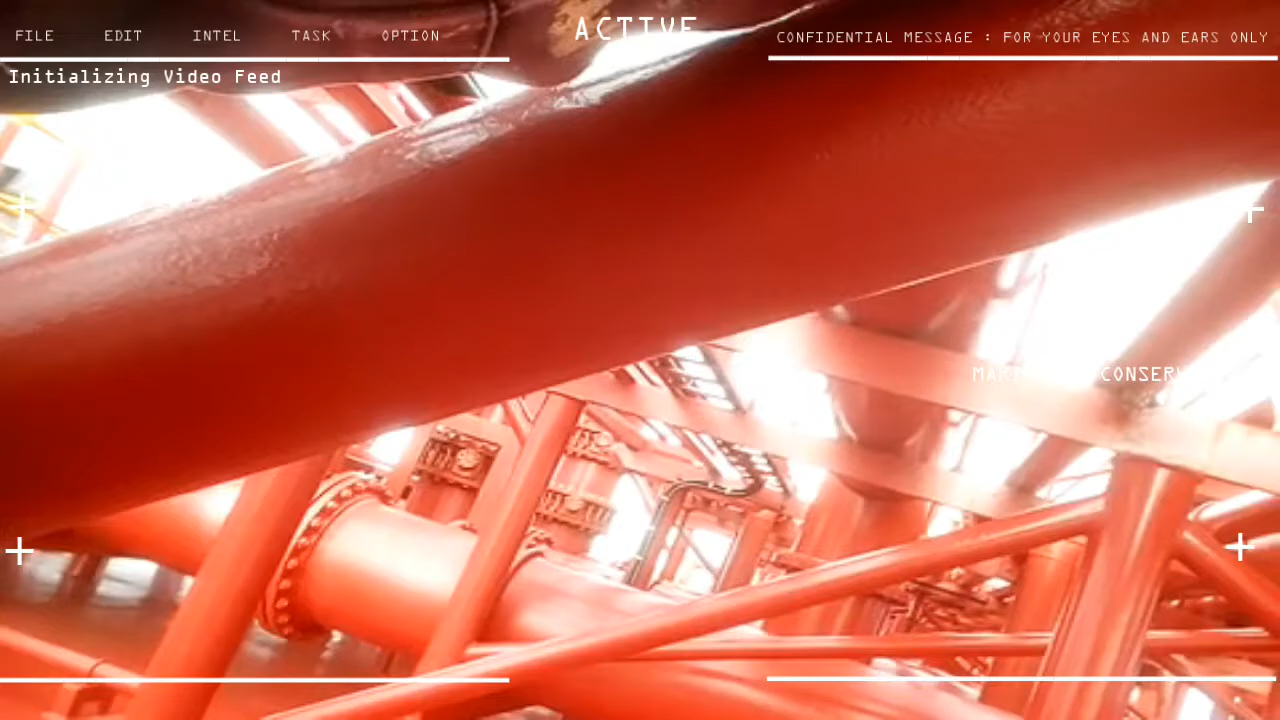 FILE EDIT INTEL TASK OPTION
ACTIVE
CONFIDENTIAL MESSAGE : FOR YOUR EYES AND EARS ONLY
Initializing Video Feed